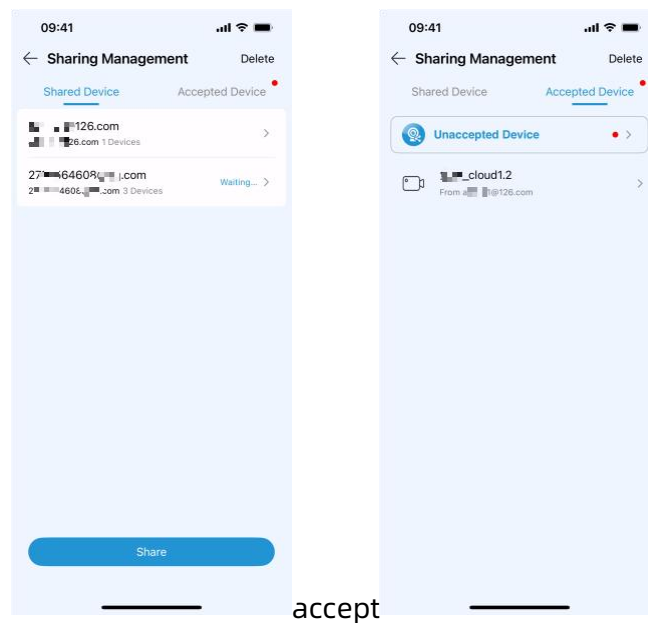 09:41
Sharing Management
Delete
Shared Device
Accepted Device
126.com
26.com 1 Devices
.com
.com 3 Devices
Waiting...
Share
accept
09:41
Sharing Management
Delete
Shared Device
Accepted Device
Unaccepted Device
_cloud1.2
From @126.com